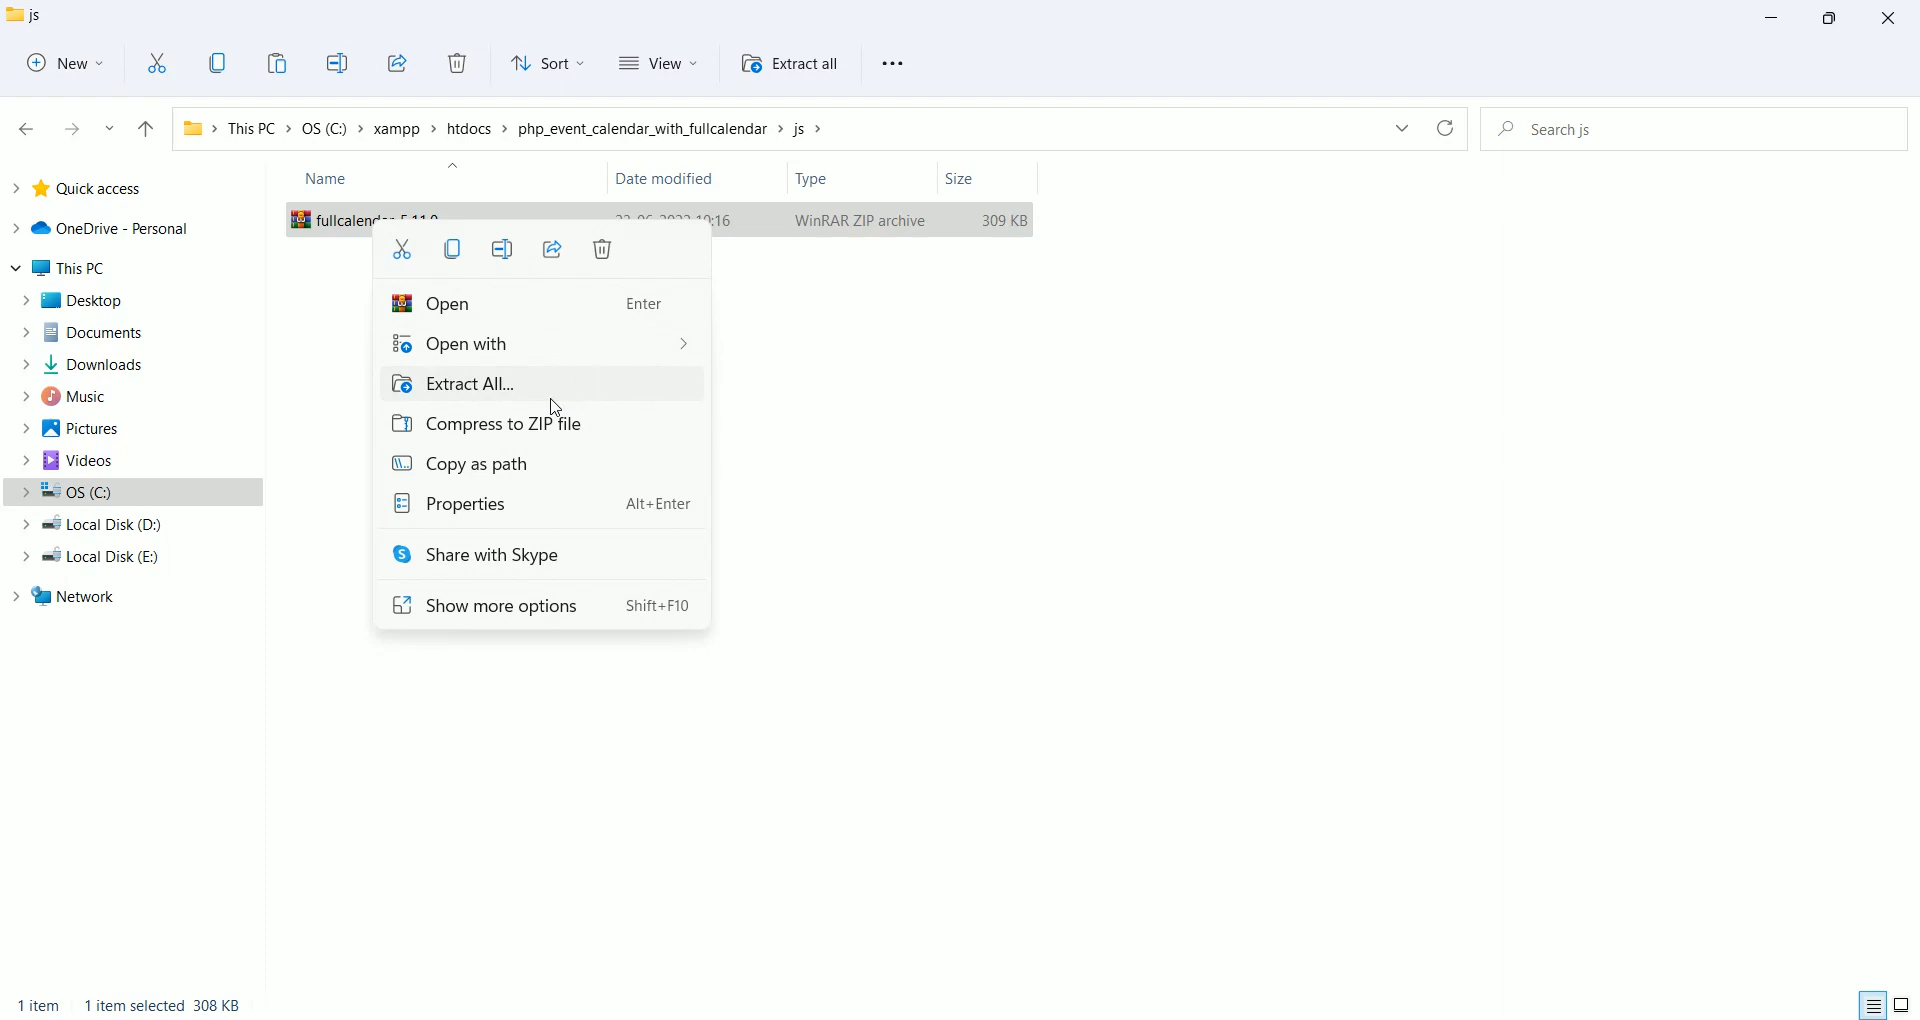 js
New
Sort
View
Extract all
This PC > OS (C:) > xampp > htdocs > php_event_calendar_with_fullcalendar > js >
Search js
Name
Date modified
Type
Size
Quick access
OneDrive - Personal
This PC
Desktop
Documents
Downloads
Music
Pictures
Videos
OS (C:)
Local Disk (D:)
Local Disk (E:)
Network
WinRAR ZIP archive 309 KB
Open Enter
Open with
Extract All...
Compress to ZIP file
Copy as path
Properties Alt+Enter
Share with Skype
Show more options Shift+F10
1 item 1 item selected 308 KB